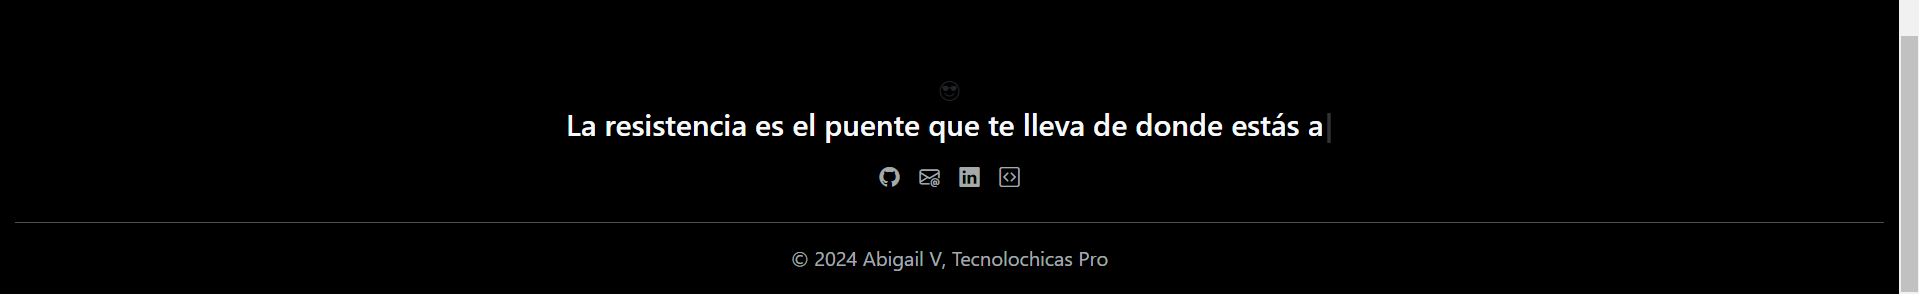 La resistencia es el puente que te lleva de donde estás a
© 2024 Abigail V, Tecnolochicas Pro